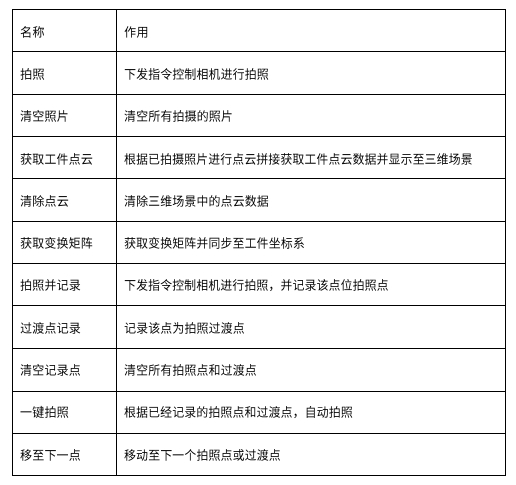 名称 作用
拍照 下发指令控制相机进行拍照
清空照片 清空所有拍摄的照片
获取工件点云 根据已拍摄照片进行点云拼接获取工件点云数据并显示至三维场景
清除点云 清除三维场景中的点云数据
获取变换矩阵 获取变换矩阵并同步至工件坐标系
拍照并记录 下发指令控制相机进行拍照，并记录该点位拍照点
过渡点记录 记录该点为拍照过渡点
清空记录点 清空所有拍照点和过渡点
一键拍照 根据已经记录的拍照点和过渡点，自动拍照
移至下一点 移动至下一个拍照点或过渡点